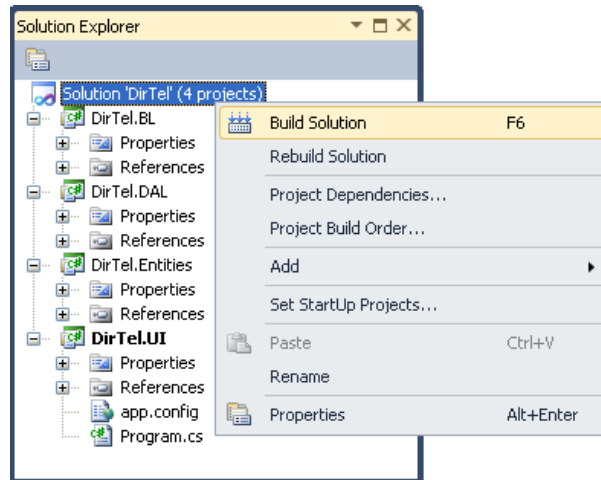 Solution Explorer
Solution 'DirTel' (4 projects)
DirTel.BL
Properties
References
DirTel.DAL
Properties
References
DirTel.Entities
Properties
References
DirTel.UI
Properties
References
app.config
Program.cs
Build Solution F6
Rebuild Solution
Project Dependencies...
Project Build Order...
Add
Set StartUp Projects...
Paste Ctrl+V
Rename
Properties Alt+Enter